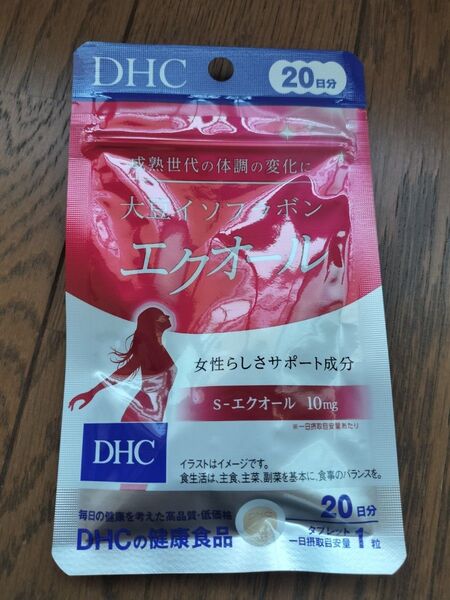 DHC
20日分
成熟世代の体調の変化に
大豆イソフラボン
エクオール
女性らしさサポート成分
S-エクオール 10mg
※一日摂取目安量あたり
DHC
イラストはイメージです。
食生活は、主食、主菜、副菜を基本に、食事のバランスを。
毎日の健康を考えた高品質・低価格
DHCの健康食品
20日分
タブレット
一日摂取目安量 1粒